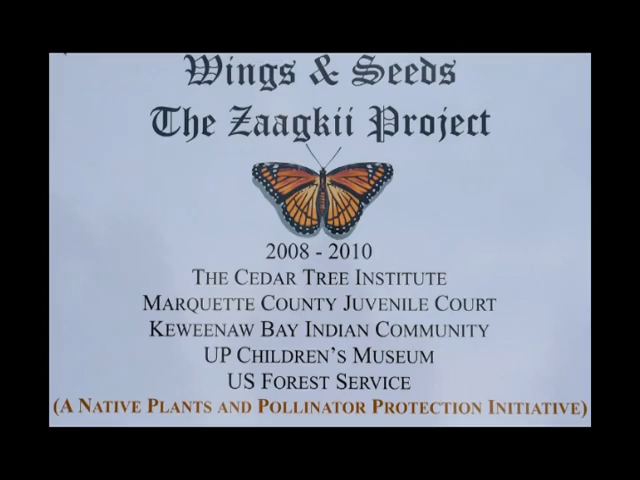 Wings & Seeds
The Zaagkii Project
2008 - 2010
THE CEDAR TREE INSTITUTE
MARQUETTE COUNTY JUVENILE COURT
KEWEENAW BAY INDIAN COMMUNITY
UP CHILDREN'S MUSEUM
US FOREST SERVICE
(A NATIVE PLANTS AND POLLINATOR PROTECTION INITIATIVE)